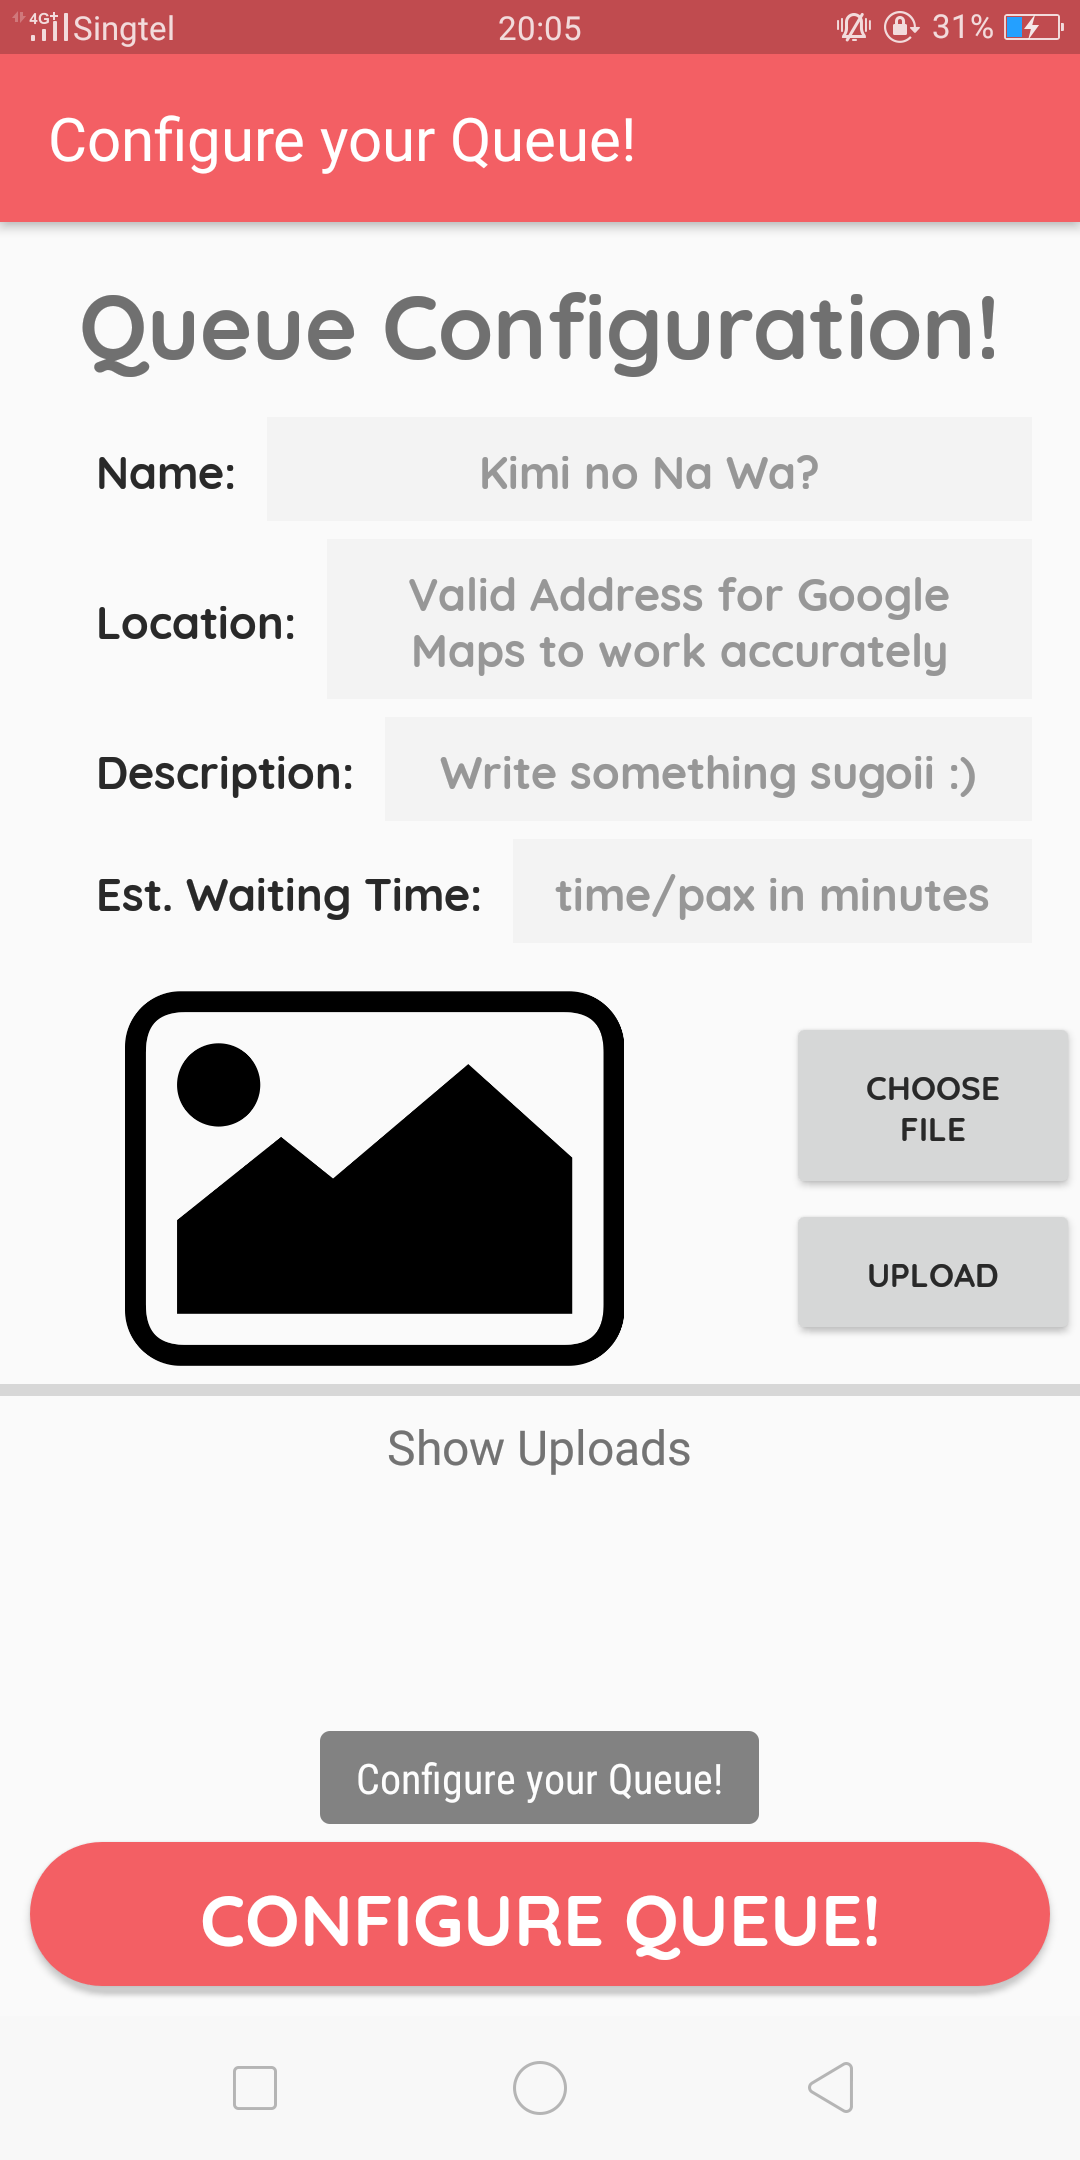 4G+ Singtel 20:05 31%
Configure your Queue!
Queue Configuration!
Name: Kimi no Na Wa?
Location: Valid Address for Google
Maps to work accurately
Description: Write something sugoii :)
Est. Waiting Time: time/pax in minutes
CHOOSE
FILE
UPLOAD
Show Uploads
Configure your Queue!
CONFIGURE QUEUE!